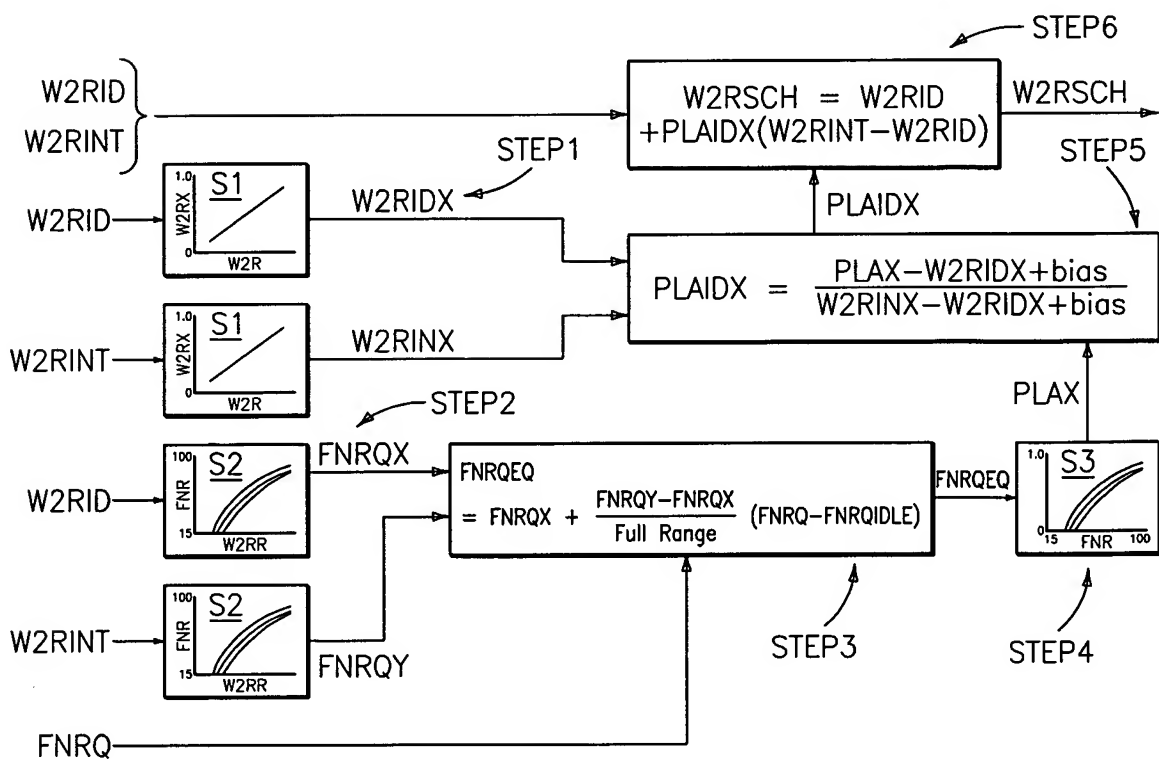 STEP6
W2RID
W2RINT
W2RSCH = W2RID
+PLAIDX(W2RINT-W2RID)
W2RSCH
STEP5
STEP1
PLAIDX
W2RID
1.0
S1
W2RX
0
W2R
W2RIDX
PLAIDX = PLAX-W2RIDX+bias
W2RINX-W2RIDX+bias
W2RINT
1.0
S1
W2RX
0
W2R
W2RINX
PLAX
STEP2
W2RID
100
S2
FNR
15
W2RR
FNRQX
FNRQEQ
= FNRQX + FNRQY-FNRQX (FNRQ-FNRQIDLE)
Full Range
FNRQEQ
1.0
S3
0
15
FNR
100
W2RINT
100
S2
FNR
15
W2RR
FNRQY
STEP3
STEP4
FNRQ